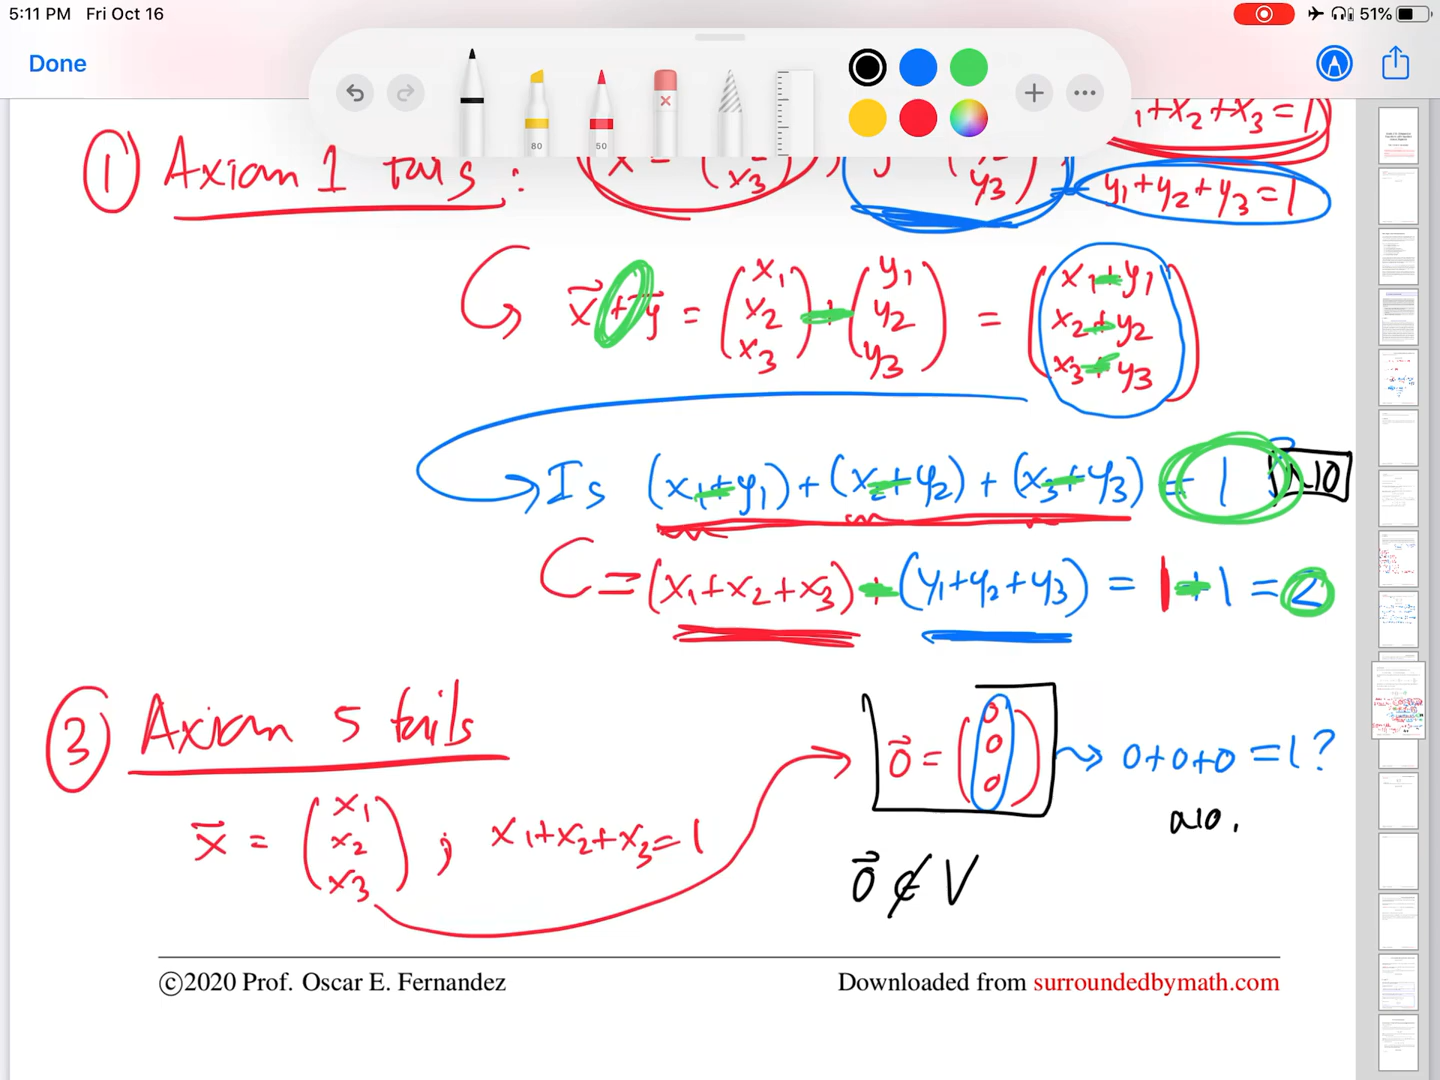 5:11 PM Fri Oct 16 51%
Done
80 50
① Axiom 1 fails :
x₃ y₃
₁+x₂+x₃=1
y₁+y₂+y₃=1
x⃗+y⃗ = (x₁ x₂ x₃) + (y₁ y₂ y₃) = (x₁+y₁ x₂+y₂ x₃+y₃)
Is (x₁+y₁)+(x₂+y₂)+(x₃+y₃) = 1 ? NO
=(x₁+x₂+x₃)+(y₁+y₂+y₃) = 1+1 = 2
③ Axiom 5 fails
x⃗ = (x₁ x₂ x₃) ; x₁+x₂+x₃=1
0⃗ = (0 0 0) → 0+0+0=1?
no.
0⃗ ∉ V
©2020 Prof. Oscar E. Fernandez
Downloaded from surroundedbymath.com